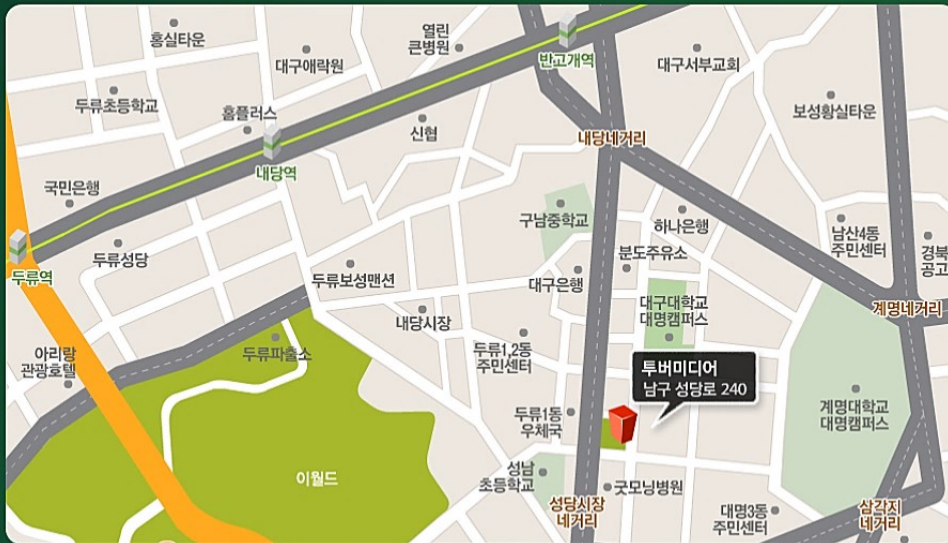 홍실타운
대구애락원
열린
큰병원
반고개역
대구서부교회
두류초등학교
홈플러스
신협
내당네거리
보성황실타운
국민은행
내당역
두류역
두류성당
두류보성맨션
구남중학교
하나은행
분도주유소
대구은행
남산4동
주민센터
경북
공고
내당시장
대구대학교
대명캠퍼스
계명네거리
야리랑
관광호텔
두류파출소
두류1,2동
주민센터
투버미디어
남구 성당로 240
두류1동
우체국
계명대학교
대명캠퍼스
이월드
성남
초등학교
성당시장
네거리
굿모닝병원
대명3동
주민센터
삼각지
네거리